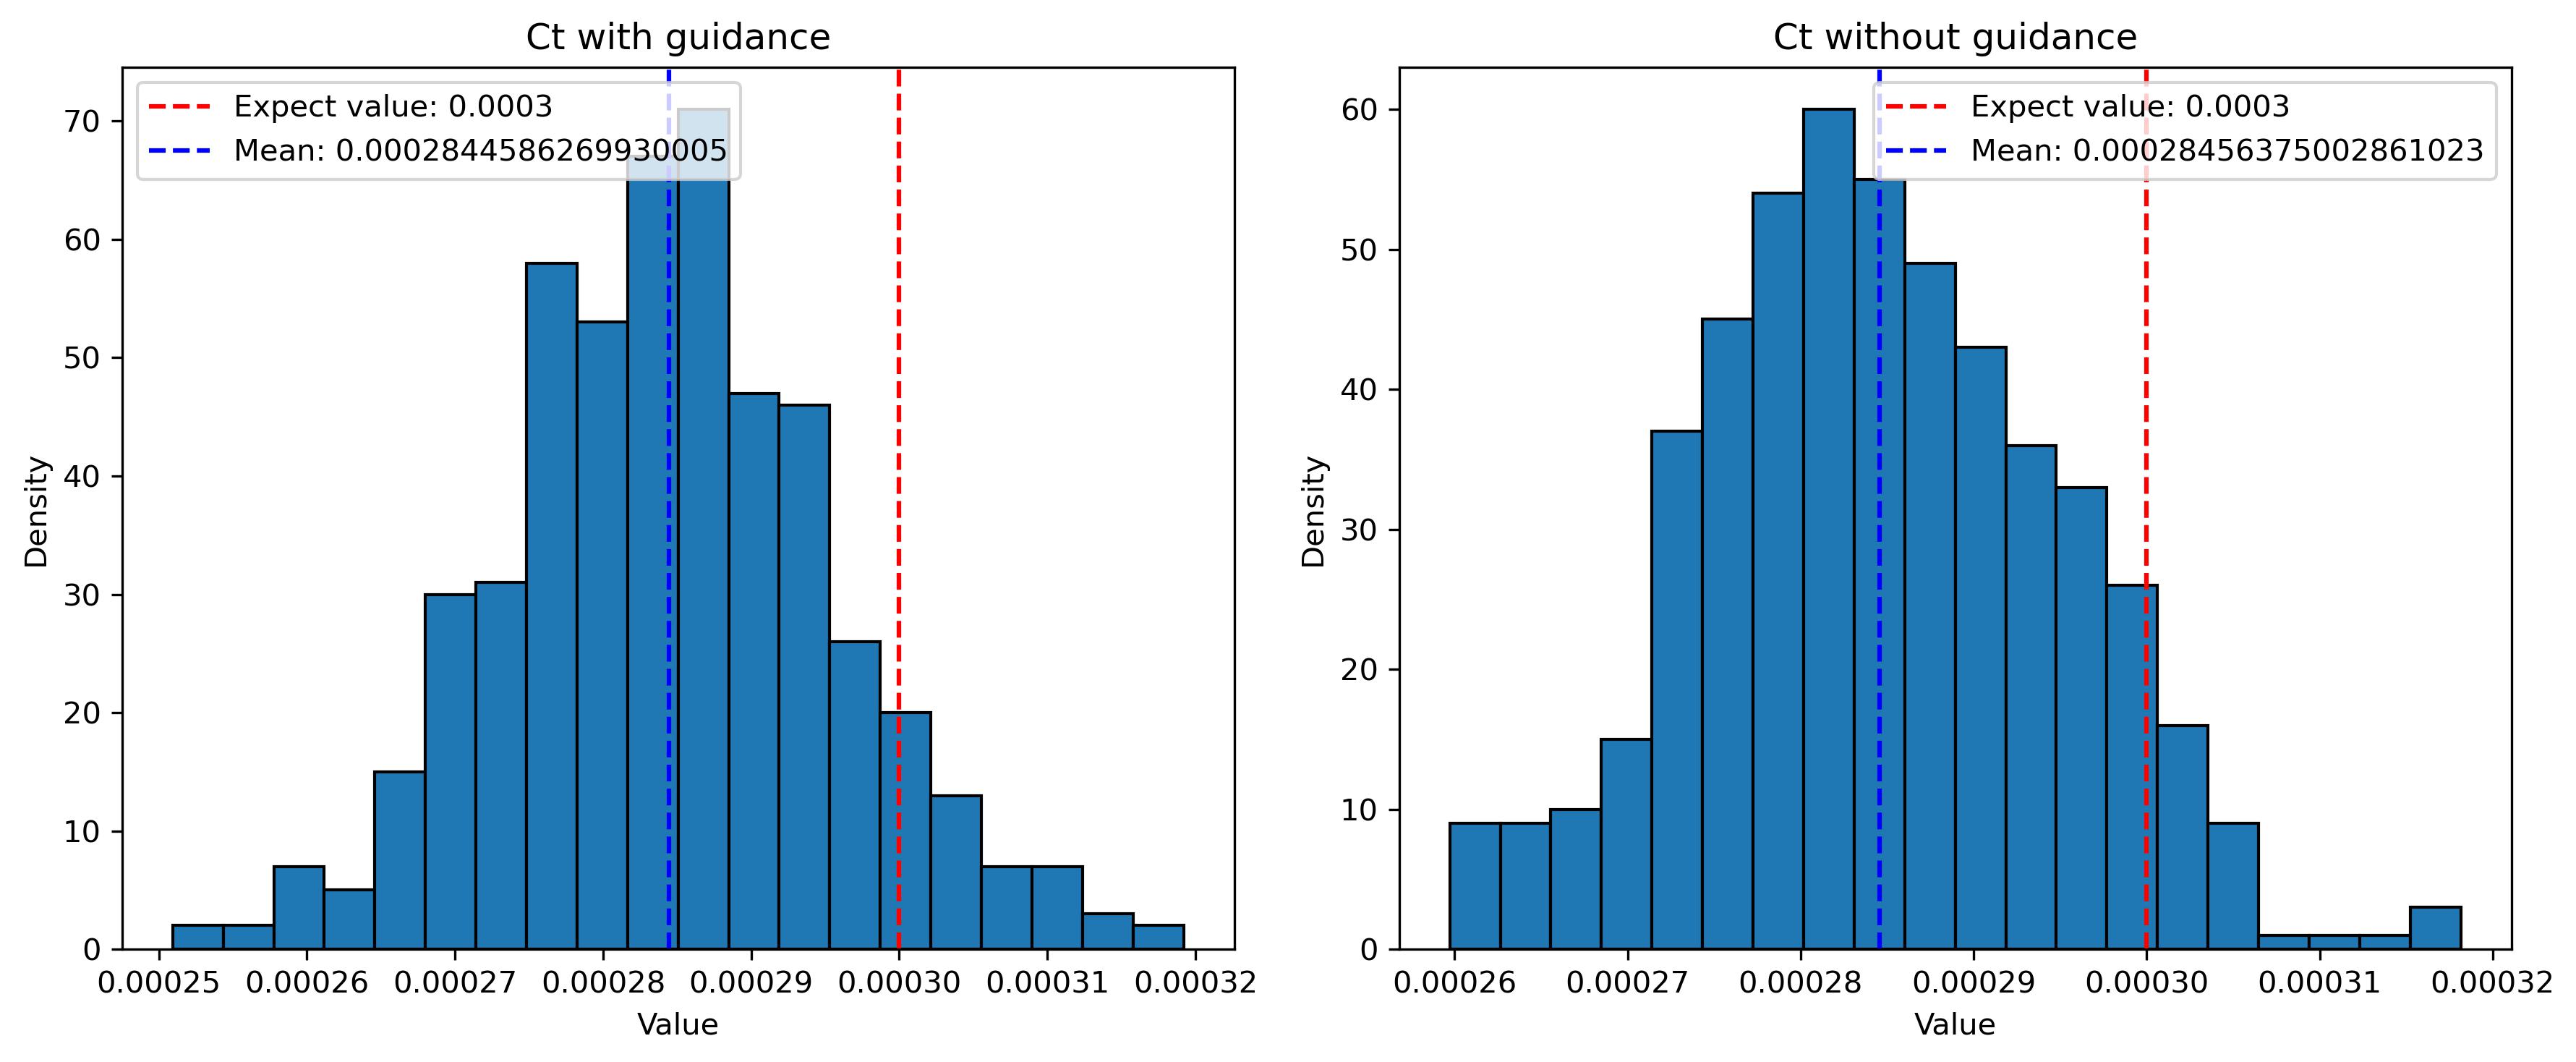 Ct with guidance
Expect value: 0.0003
Mean: 0.0002844586269930005
Density
70
60
50
40
30
20
10
0
0.00025 0.00026 0.00027 0.00028 0.00029 0.00030 0.00031 0.00032
Value
Ct without guidance
Expect value: 0.0003
Mean: 0.00028456375002861023
Density
60
50
40
30
20
10
0
0.00026 0.00027 0.00028 0.00029 0.00030 0.00031 0.00032
Value